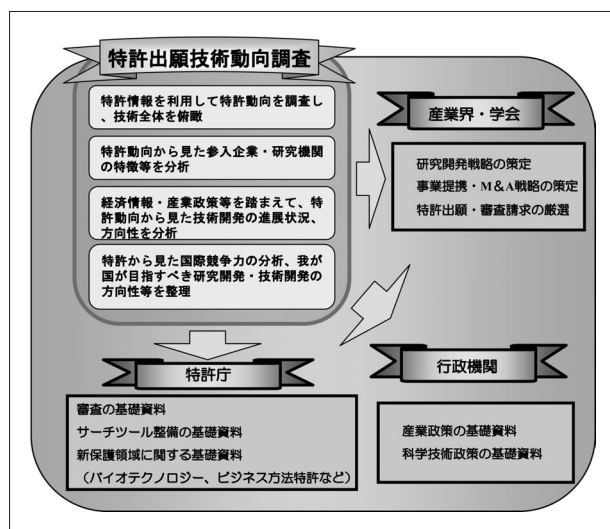 特許出願技術動向調査
特許情報を利用して特許動向を調査し
、技術全体を俯瞰
特許動向から見た参入企業・研究機関
の特徴等を分析
経済情報・産業政策等を踏まえて、特
許動向から見た技術開発の進展状況、
方向性を分析
特許から見た国際競争力の分析、我が
国が目指すべき研究開発・技術開発の
方向性等を整理
産業界・学会
研究開発戦略の策定
事業提携・M&A戦略の策定
特許出願・審査請求の厳選
特許庁
審査の基礎資料
サーチツール整備の基礎資料
新保護領域に関する基礎資料
（バイオテクノロジー、ビジネス方法特許など）
行政機関
産業政策の基礎資料
科学技術政策の基礎資料